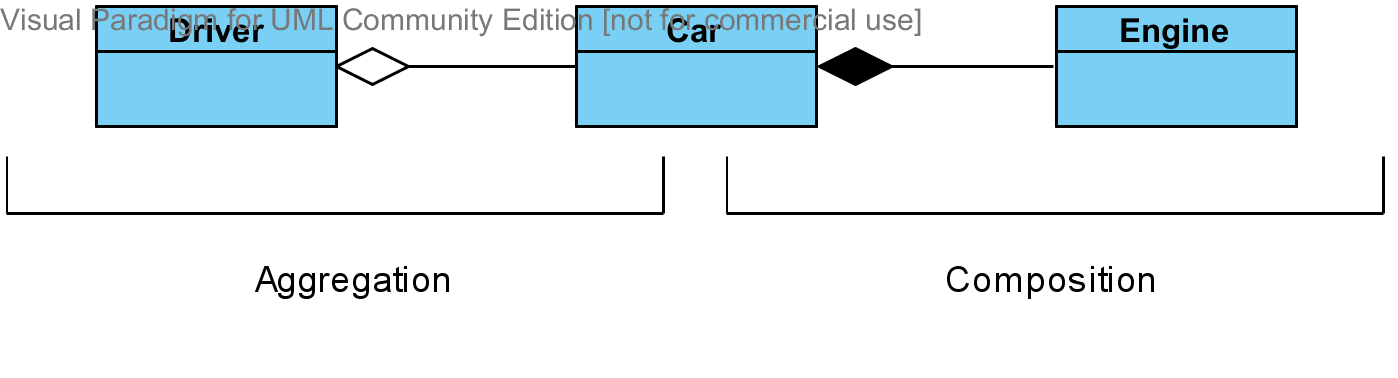 Visual Paradigm for UML Community Edition [not for commercial use]
Driver
Car
Engine
Aggregation
Composition